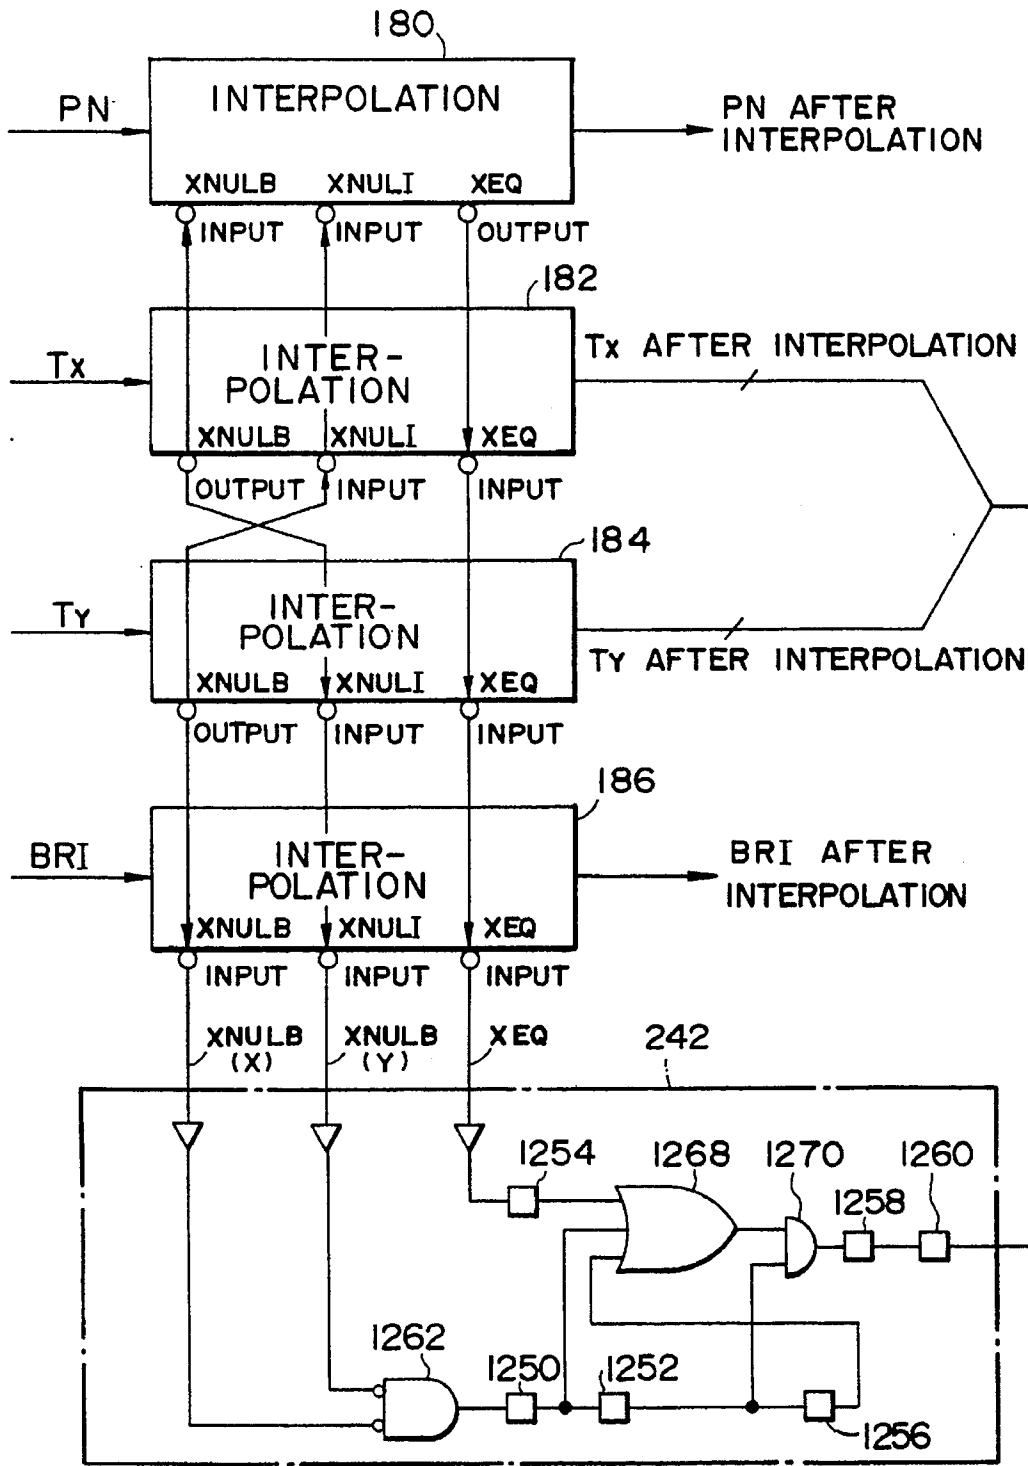 180
INTERPOLATION
PN
PN AFTER
INTERPOLATION
XNULB XNULI XEQ
INPUT INPUT OUTPUT
182
TX
INTER-
POLATION
TX AFTER INTERPOLATION
XNULB XNULI XEQ
OUTPUT INPUT INPUT
184
TY
INTER-
POLATION
TY AFTER INTERPOLATION
XNULB XNULI XEQ
OUTPUT INPUT INPUT
186
BRI
INTER-
POLATION
BRI AFTER
INTERPOLATION
XNULB XNULI XEQ
INPUT INPUT INPUT
XNULB
(X)
XNULB
(Y)
XEQ
242
1254
1268
1270
1258
1260
1262
1250
1252
1256